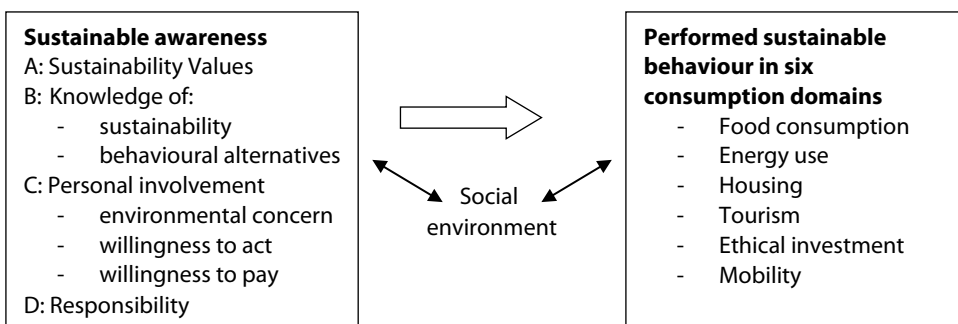 Sustainable awareness
A: Sustainability Values
B: Knowledge of:
- sustainability
- behavioural alternatives
C: Personal involvement
- environmental concern
- willingness to act
- willingness to pay
D: Responsibility
Social
environment
Performed sustainable
behaviour in six
consumption domains
- Food consumption
- Energy use
- Housing
- Tourism
- Ethical investment
- Mobility